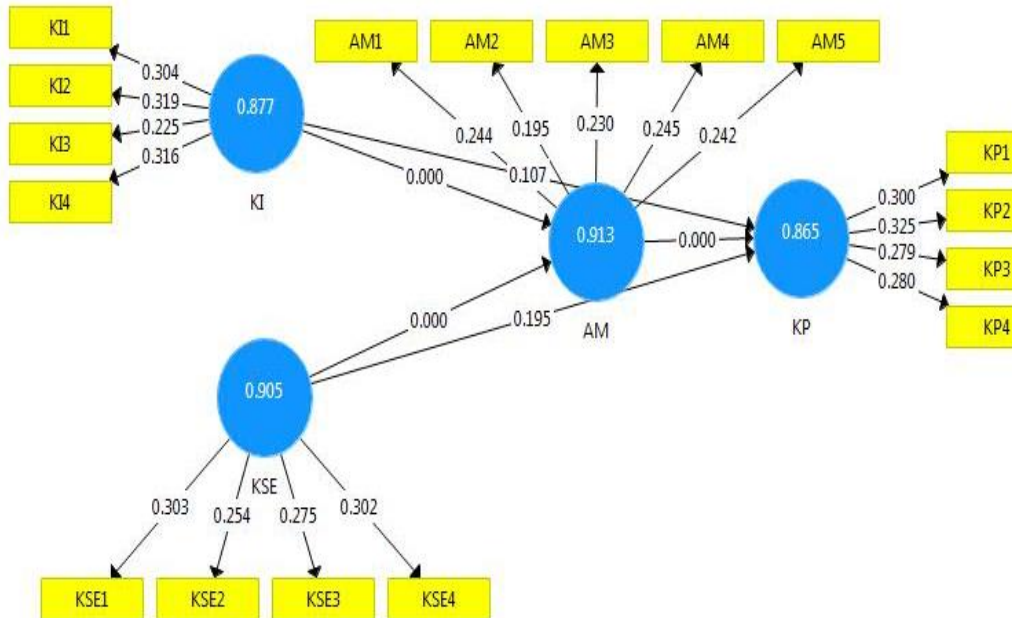 KI1
KI2
KI3
KI4
0.304
0.319
0.225
0.316
0.877
KI
AM1
AM2
AM3
AM4
AM5
0.244
0.195
0.230
0.245
0.242
0.000
0.107
0.913
AM
0.000
0.865
KP
0.300
0.325
0.279
0.280
KP1
KP2
KP3
KP4
0.000
0.195
0.905
KSE
0.303
0.254
0.275
0.302
KSE1
KSE2
KSE3
KSE4